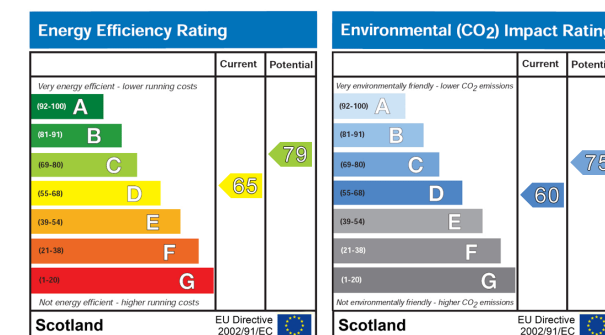 Energy Efficiency Rating
Current Potential
Very energy efficient - lower running costs
(92-100) A
(81-91) B
(69-80) C
79
(55-68) D
65
(39-54) E
(21-38) F
(1-20) G
Not energy efficient - higher running costs
Scotland
EU Directive
2002/91/EC
Environmental (CO2) Impact Rating
Current Potenti
Very environmentally friendly - lower CO2 emissions
(92-100) A
(81-91) B
(69-80) C
75
(55-68) D
60
(39-54) E
(21-38) F
(1-20) G
Not environmentally friendly - higher CO2 emissions
Scotland
EU Directive
2002/91/EC